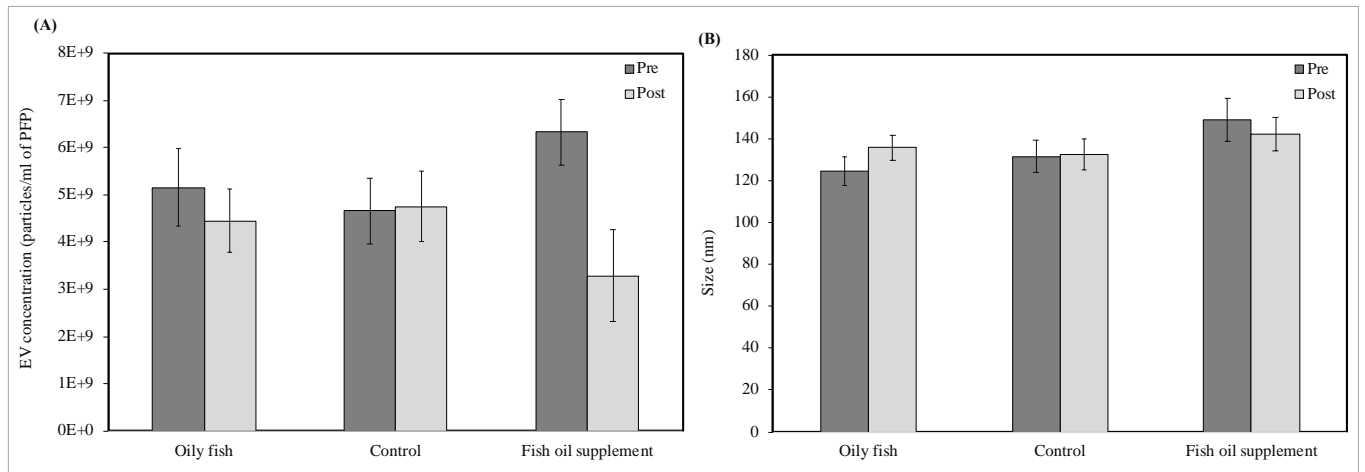 (A)
EV concentration (particles/ml of PFP)
8E+9
7E+9
6E+9
5E+9
4E+9
3E+9
2E+9
1E+9
0E+0
Pre
Post
Oily fish
Control
Fish oil supplement
(B)
Size (nm)
180
160
140
120
100
80
60
40
20
0
Pre
Post
Oily fish
Control
Fish oil supplement